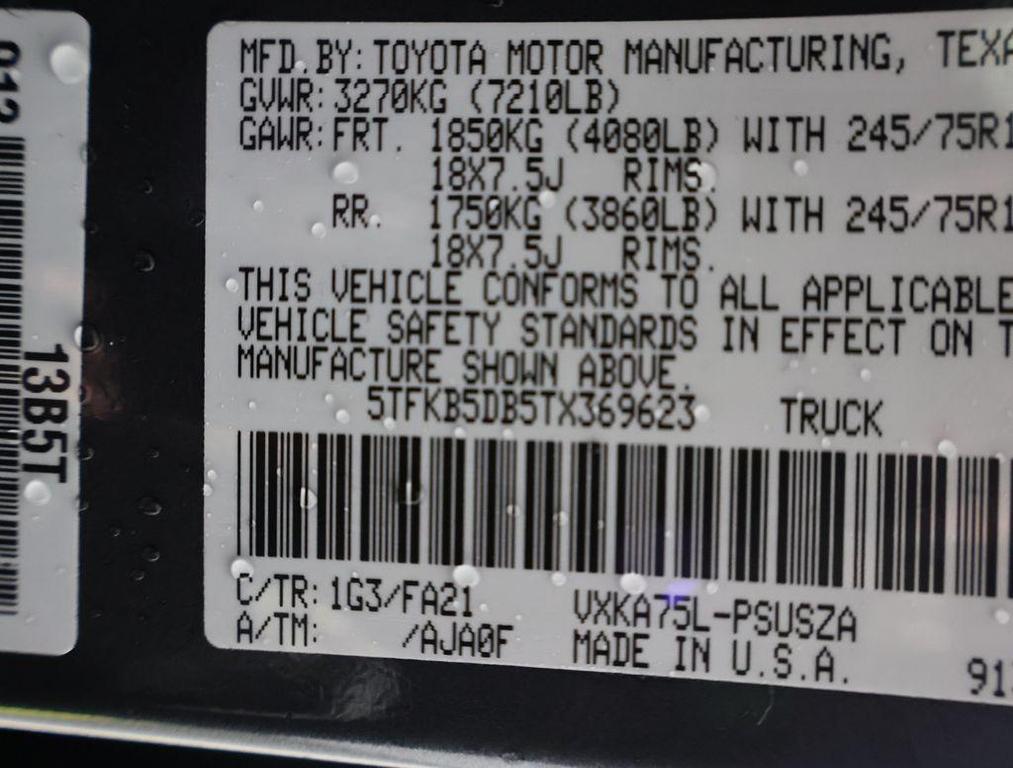 012
13B5T
MFD.BY: TOYOTA MOTOR MANUFACTURING, TEXA
GVWR: 3270KG (7210LB)
GAWR: FRT. 1850KG (4080LB) WITH 245/75R1
18X7.5J RIMS.
RR. 1750KG (3860LB) WITH 245/75R1
18X7.5J RIMS.
THIS VEHICLE CONFORMS TO ALL APPLICABLE
VEHICLE SAFETY STANDARDS IN EFFECT ON T
MANUFACTURE SHOWN ABOVE.
5TFKB5DB5TX369623 TRUCK
C/TR: 1G3/FA21 VXKA75L-PSUSZA
A/TM: /AJA0F MADE IN U.S.A.
91